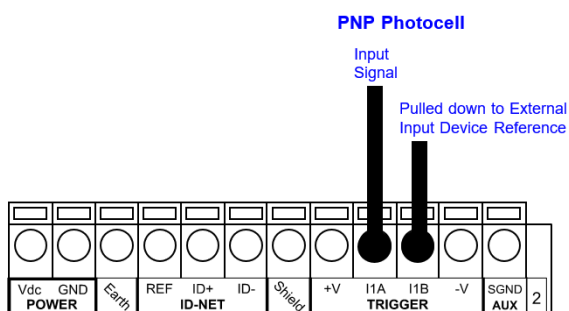 PNP Photocell
Input
Signal
Pulled down to External
Input Device Reference
Vdc GND Earth REF ID+ ID- Shield +V I1A I1B -V SGND 2
POWER ID-NET TRIGGER AUX